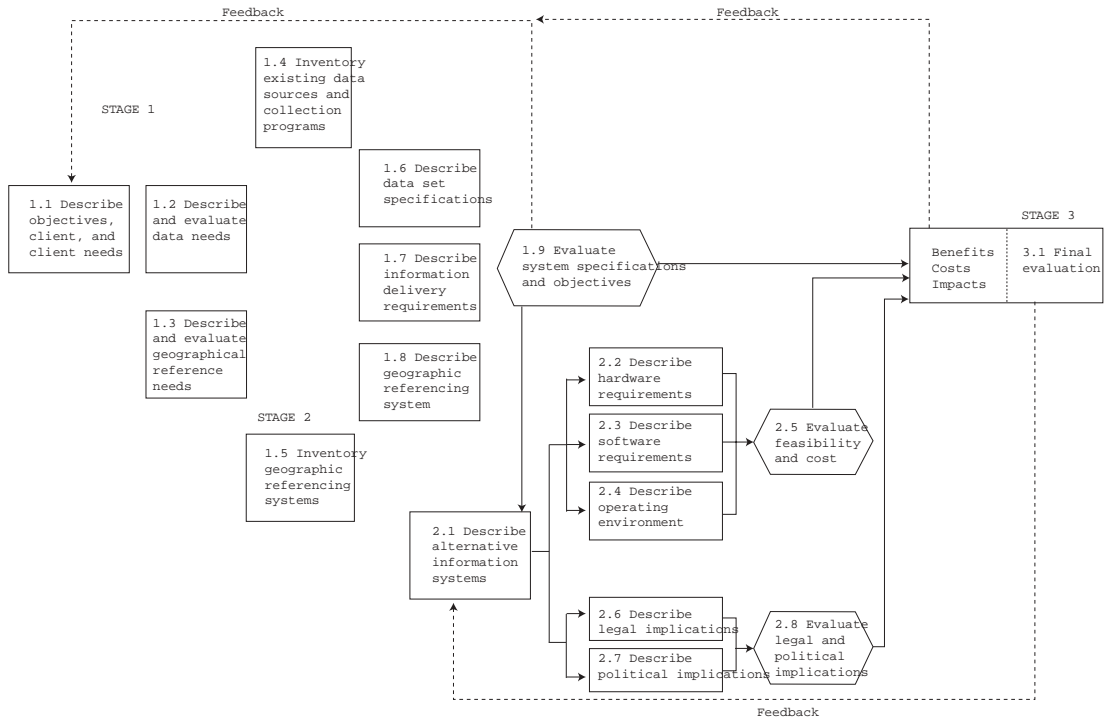 Feedback
Feedback
1.4 Inventory
existing data
sources and
collection
programs
STAGE 1
1.6 Describe
data set
specifications
1.1 Describe
objectives,
client, and
client needs
1.2 Describe
and evaluate
data needs
STAGE 3
1.9 Evaluate
system specifications
and objectives
1.7 Describe
information
delivery
requirements
Benefits
Costs
Impacts
3.1 Final
evaluation
1.3 Describe
and evaluate
geographical
reference
needs
1.8 Describe
geographic
referencing
system
2.2 Describe
hardware
requirements
STAGE 2
2.3 Describe
software
requirements
2.5 Evaluate
feasibility
and cost
1.5 Inventory
geographic
referencing
systems
2.4 Describe
operating
environment
2.1 Describe
alternative
information
systems
2.6 Describe
legal implications
2.8 Evaluate
legal and
political
implications
2.7 Describe
political implications
Feedback